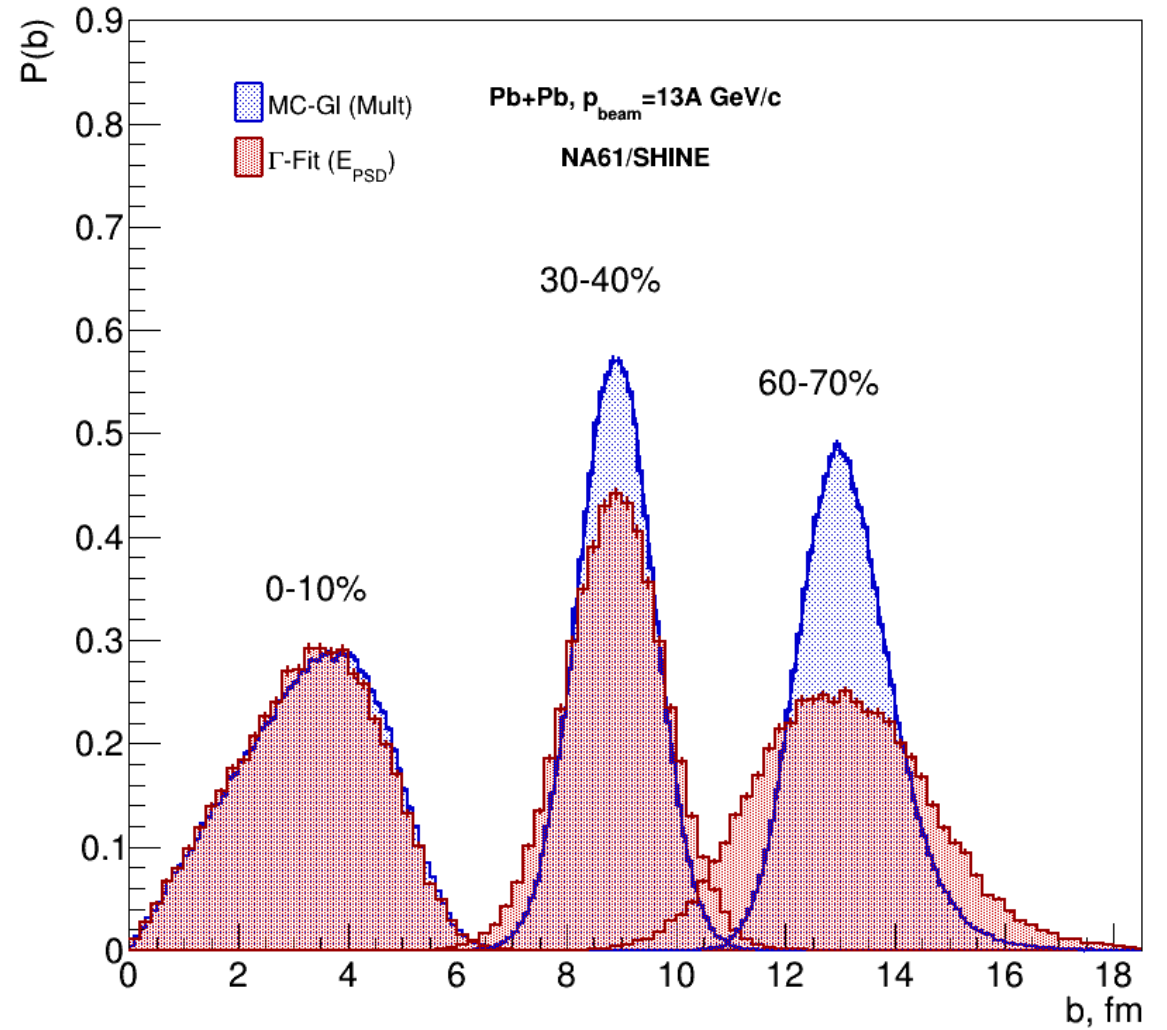 P(b)
0.9
0.8
0.7
0.6
0.5
0.4
0.3
0.2
0.1
0
MC-Gl (Mult)
Γ-Fit (E_PSD)
Pb+Pb, p_beam=13A GeV/c
NA61/SHINE
0-10%
30-40%
60-70%
0 2 4 6 8 10 12 14 16 18
b, fm